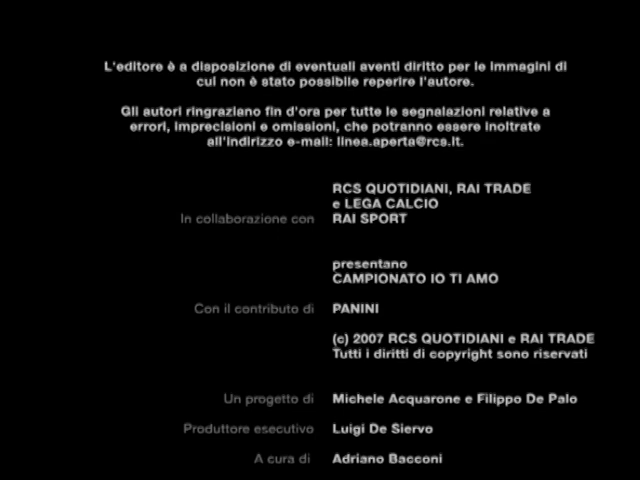 L'editore è a disposizione di eventuali aventi diritto per le immagini di
cui non è stato possibile reperire l'autore.
Gli autori ringraziano fin d'ora per tutte le segnalazioni relative a
errori, imprecisioni e omissioni, che potranno essere inoltrate
all'indirizzo e-mail: linea.aperta@rcs.it.
RCS QUOTIDIANI, RAI TRADE
e LEGA CALCIO
In collaborazione con RAI SPORT
presentano
CAMPIONATO IO TI AMO
Con il contributo di PANINI
(c) 2007 RCS QUOTIDIANI e RAI TRADE
Tutti i diritti di copyright sono riservati
Un progetto di Michele Acquarone e Filippo De Palo
Produttore esecutivo Luigi De Siervo
A cura di Adriano Bacconi